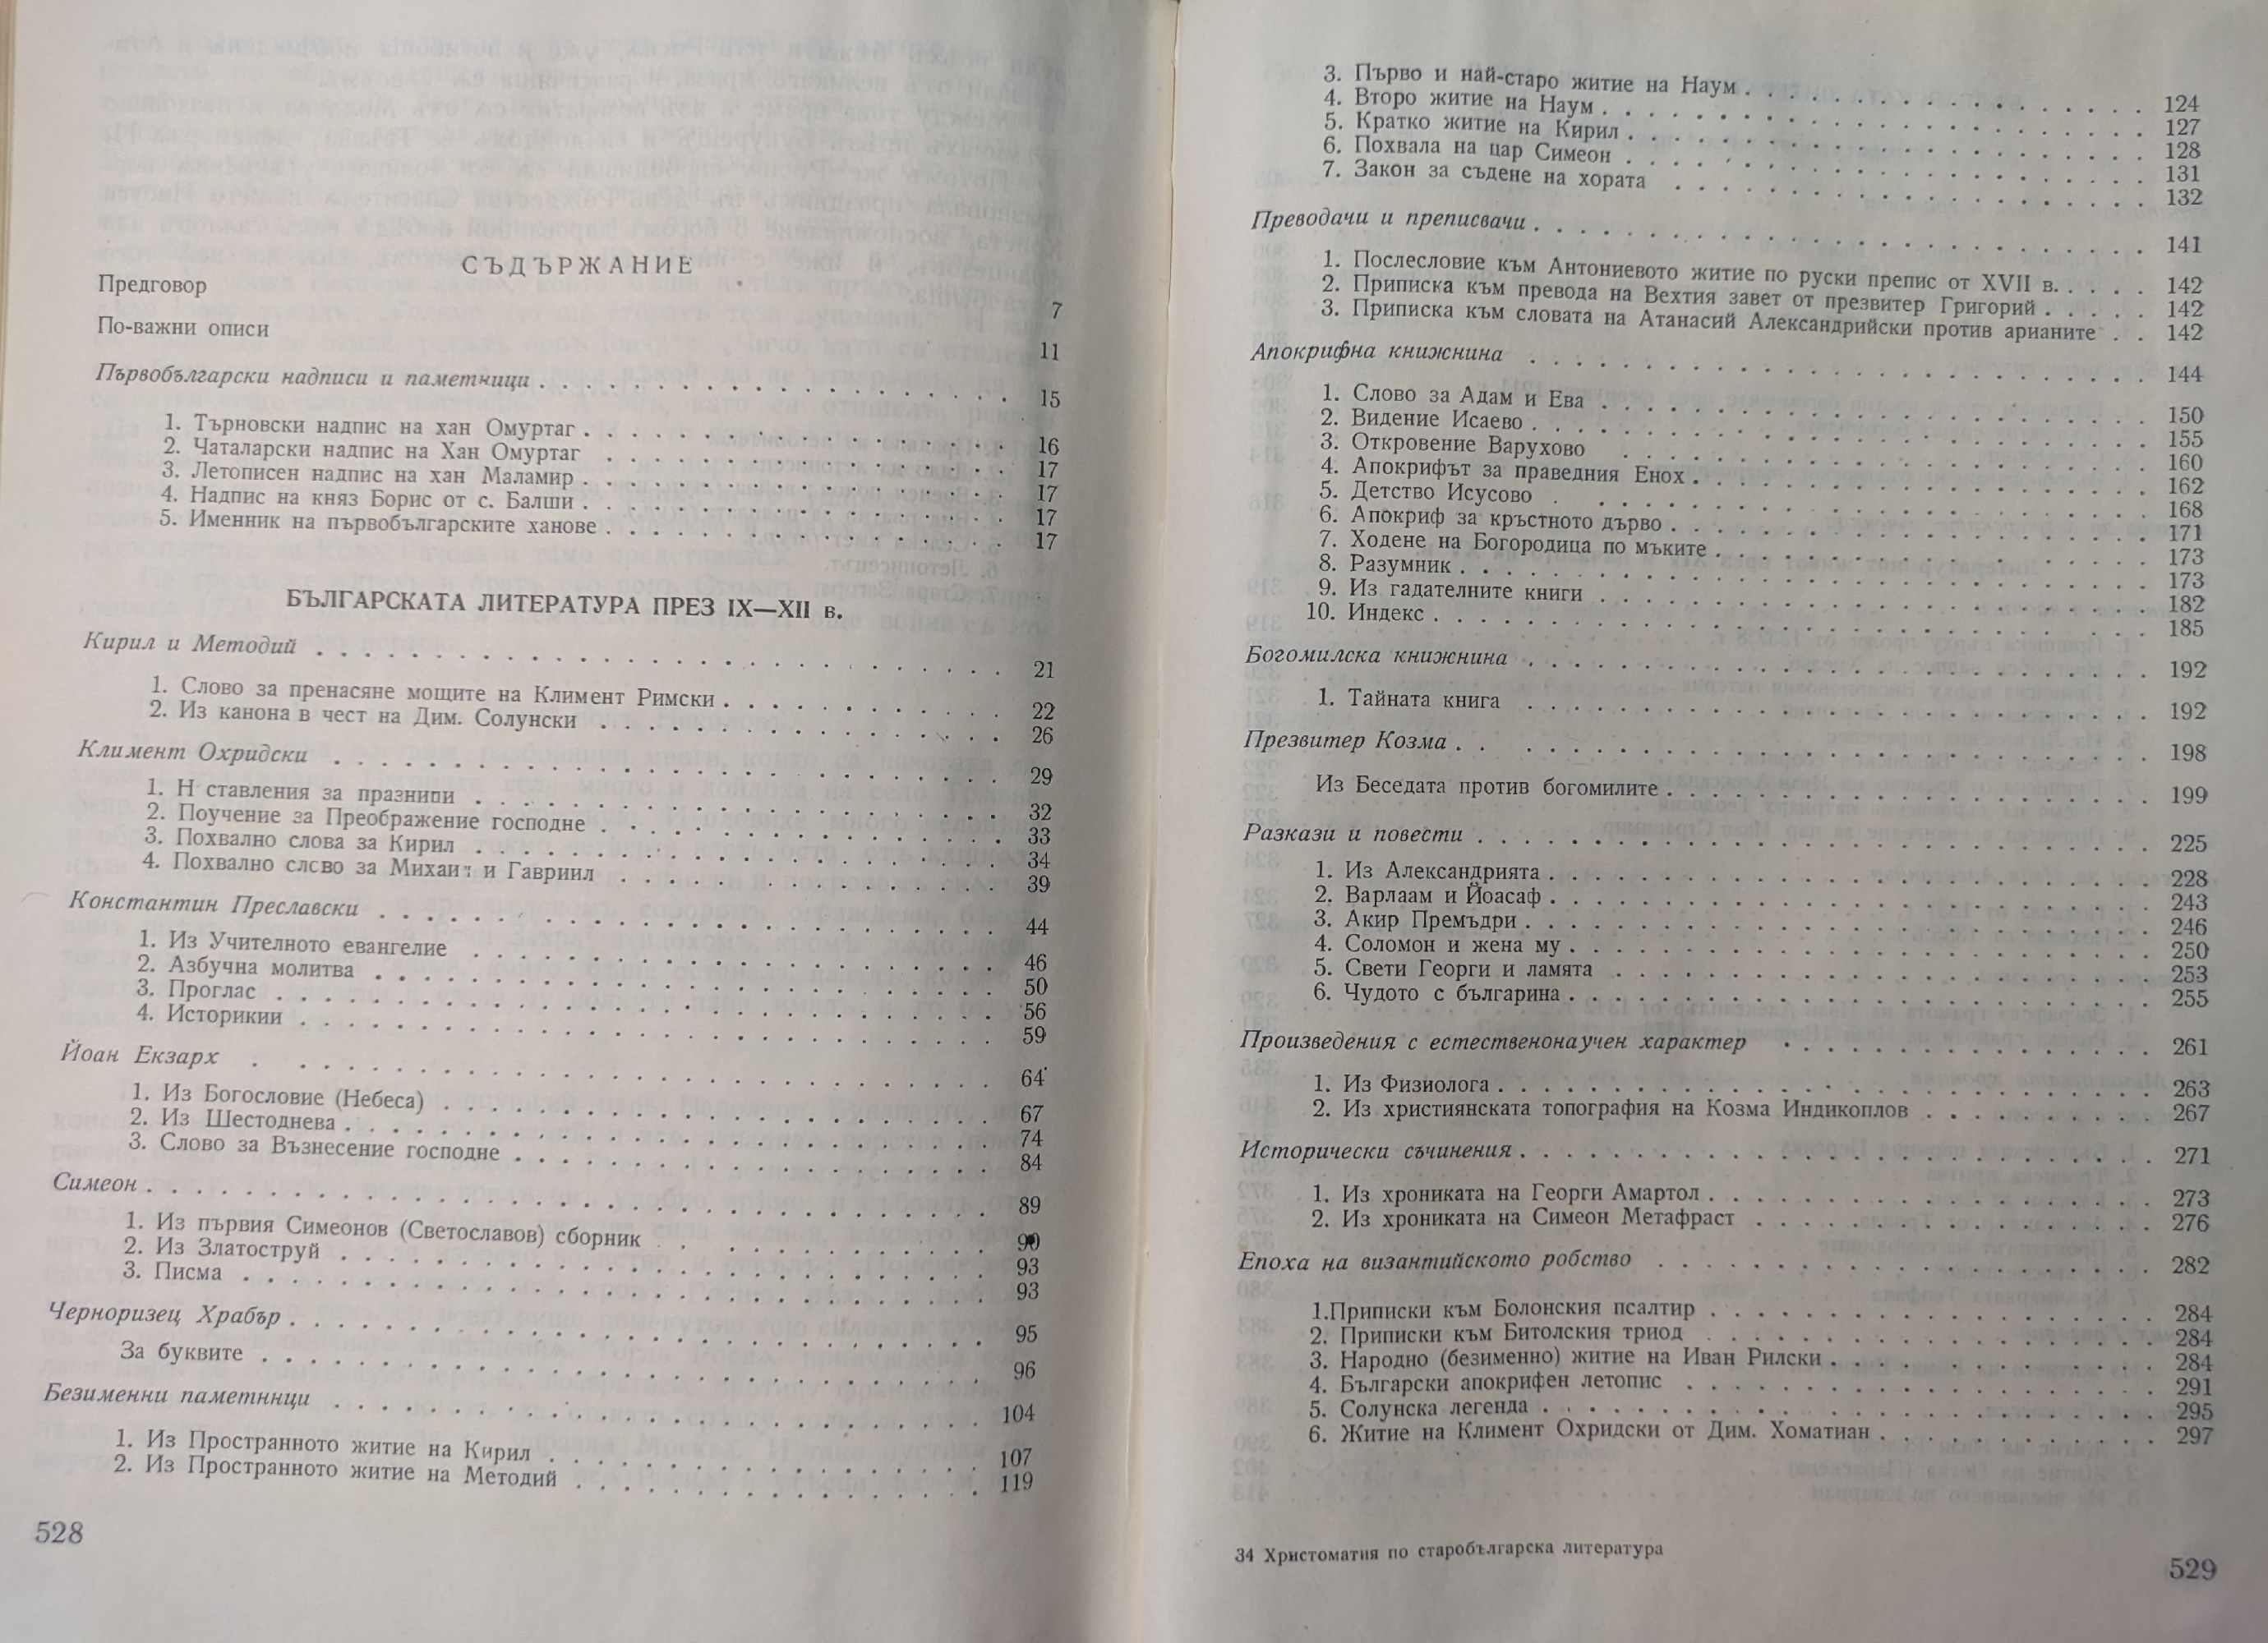 СЪДЪРЖАНИЕ
Предговор 7
По-важни описи 11
Първобългарски надписи и паметници . . . . . . . . . . 15
1. Търновски надпис на хан Омуртаг . . . . . . . . . . 16
2. Чаталарски надпис на Хан Омуртаг . . . . . . . . . . 17
3. Летописен надпис на хан Маламир . . . . . . . . . . 17
4. Надпис на княз Борис от с. Балши . . . . . . . . . . 17
5. Именник на първобългарските ханове . . . . . . . . . . 17
БЪЛГАРСКАТА ЛИТЕРАТУРА ПРЕЗ IX—XII в.
Кирил и Методий . . . . . . . . . . 21
1. Слово за пренасяне мощите на Климент Римски . . . . . . . . . . 22
2. Из канона в чест на Дим. Солунски . . . . . . . . . . 26
Климент Охридски . . . . . . . . . . 29
1. Н ставления за празнипи . . . . . . . . . . 32
2. Поучение за Преображение господне . . . . . . . . . . 33
3. Похвално слова за Кирил . . . . . . . . . . 34
4. Похвално слєво за Михаил и Гавриил . . . . . . . . . . 39
Константин Преславски . . . . . . . . . . 44
1. Из Учителното евангелие . . . . . . . . . . 46
2. Азбучна молитва . . . . . . . . . . 50
3. Проглас . . . . . . . . . . 56
4. Историкии . . . . . . . . . . 59
Йоан Екзарх . . . . . . . . . . 64
1. Из Богословие (Небеса) . . . . . . . . . . 67
2. Из Шестоднева . . . . . . . . . . 74
3. Слово за Възнесение господне . . . . . . . . . . 84
Симеон . . . . . . . . . . 89
1. Из първия Симеонов (Светославов) сборник . . . . . . . . . . 90
2. Из Златоструй . . . . . . . . . . 93
3. Писма . . . . . . . . . . 93
Черноризец Храбър . . . . . . . . . . 95
За буквите . . . . . . . . . . 96
Безименни паметннци . . . . . . . . . . 104
1. Из Пространното житие на Кирил . . . . . . . . . . 107
2. Из Пространното житие на Методий . . . . . . . . . . 119
528
3. Първо и най-старо житие на Наум . . . . . . . . . . 124
4. Второ житие на Наум . . . . . . . . . . 127
5. Кратко житие на Кирил . . . . . . . . . . 128
6. Похвала на цар Симеон . . . . . . . . . . 131
7. Закон за съдене на хората . . . . . . . . . . 132
Преводачи и преписвачи . . . . . . . . . . 141
1. Послесловие към Антониевото житие по руски препис от XVII в. . . . . 142
2. Приписка към превода на Вехтия завет от презвитер Григорий . . . . . 142
3. Приписка към словата на Атанасий Александрийски против арианите . . 142
Апокрифна книжнина . . . . . . . . . . 144
1. Слово за Адам и Ева . . . . . . . . . . 150
2. Видение Исаево . . . . . . . . . . 155
3. Откровение Варухово . . . . . . . . . . 160
4. Апокрифът за праведния Енох . . . . . . . . . . 162
5. Детство Исусово . . . . . . . . . . 168
6. Апокриф за кръстното дърво . . . . . . . . . . 171
7. Ходене на Богородица по мъките . . . . . . . . . . 173
8. Разумник . . . . . . . . . . 173
9. Из гадателните книги . . . . . . . . . . 182
10. Индекс . . . . . . . . . . 185
Богомилска книжнина . . . . . . . . . . 192
1. Тайната книга . . . . . . . . . . 192
Презвитер Козма . . . . . . . . . . 198
Из Беседата против богомилите . . . . . . . . . . 199
Разкази и повести . . . . . . . . . . 225
1. Из Александрията . . . . . . . . . . 228
2. Варлаам и Йоасаф . . . . . . . . . . 243
3. Акир Премъдри . . . . . . . . . . 246
4. Соломон и жена му . . . . . . . . . . 250
5. Свети Георги и ламята . . . . . . . . . . 253
6. Чудото с българина . . . . . . . . . . 255
Произведения с естественонаучен характер . . . . . . . . . . 261
1. Из Физиолога . . . . . . . . . . 263
2. Из християнската топография на Козма Индикоплов . . . . . . . . . . 267
Исторически съчинения . . . . . . . . . . 271
1. Из хрониката на Георги Амартол . . . . . . . . . . 273
2. Из хрониката на Симеон Метафраст . . . . . . . . . . 276
Епоха на византийското робство . . . . . . . . . . 282
1.Приписки към Болонския псалтир . . . . . . . . . . 284
2. Приписки към Битолския триод . . . . . . . . . . 284
3. Народно (безименно) житие на Иван Рилски . . . . . . . . . . 284
4. Български апокрифен летопис . . . . . . . . . . 291
5. Солунска легенда . . . . . . . . . . 295
6. Житие на Климент Охридски от Дим. Хоматиан . . . . . . . . . . 297
34 Христоматия по старобългарска литература
529